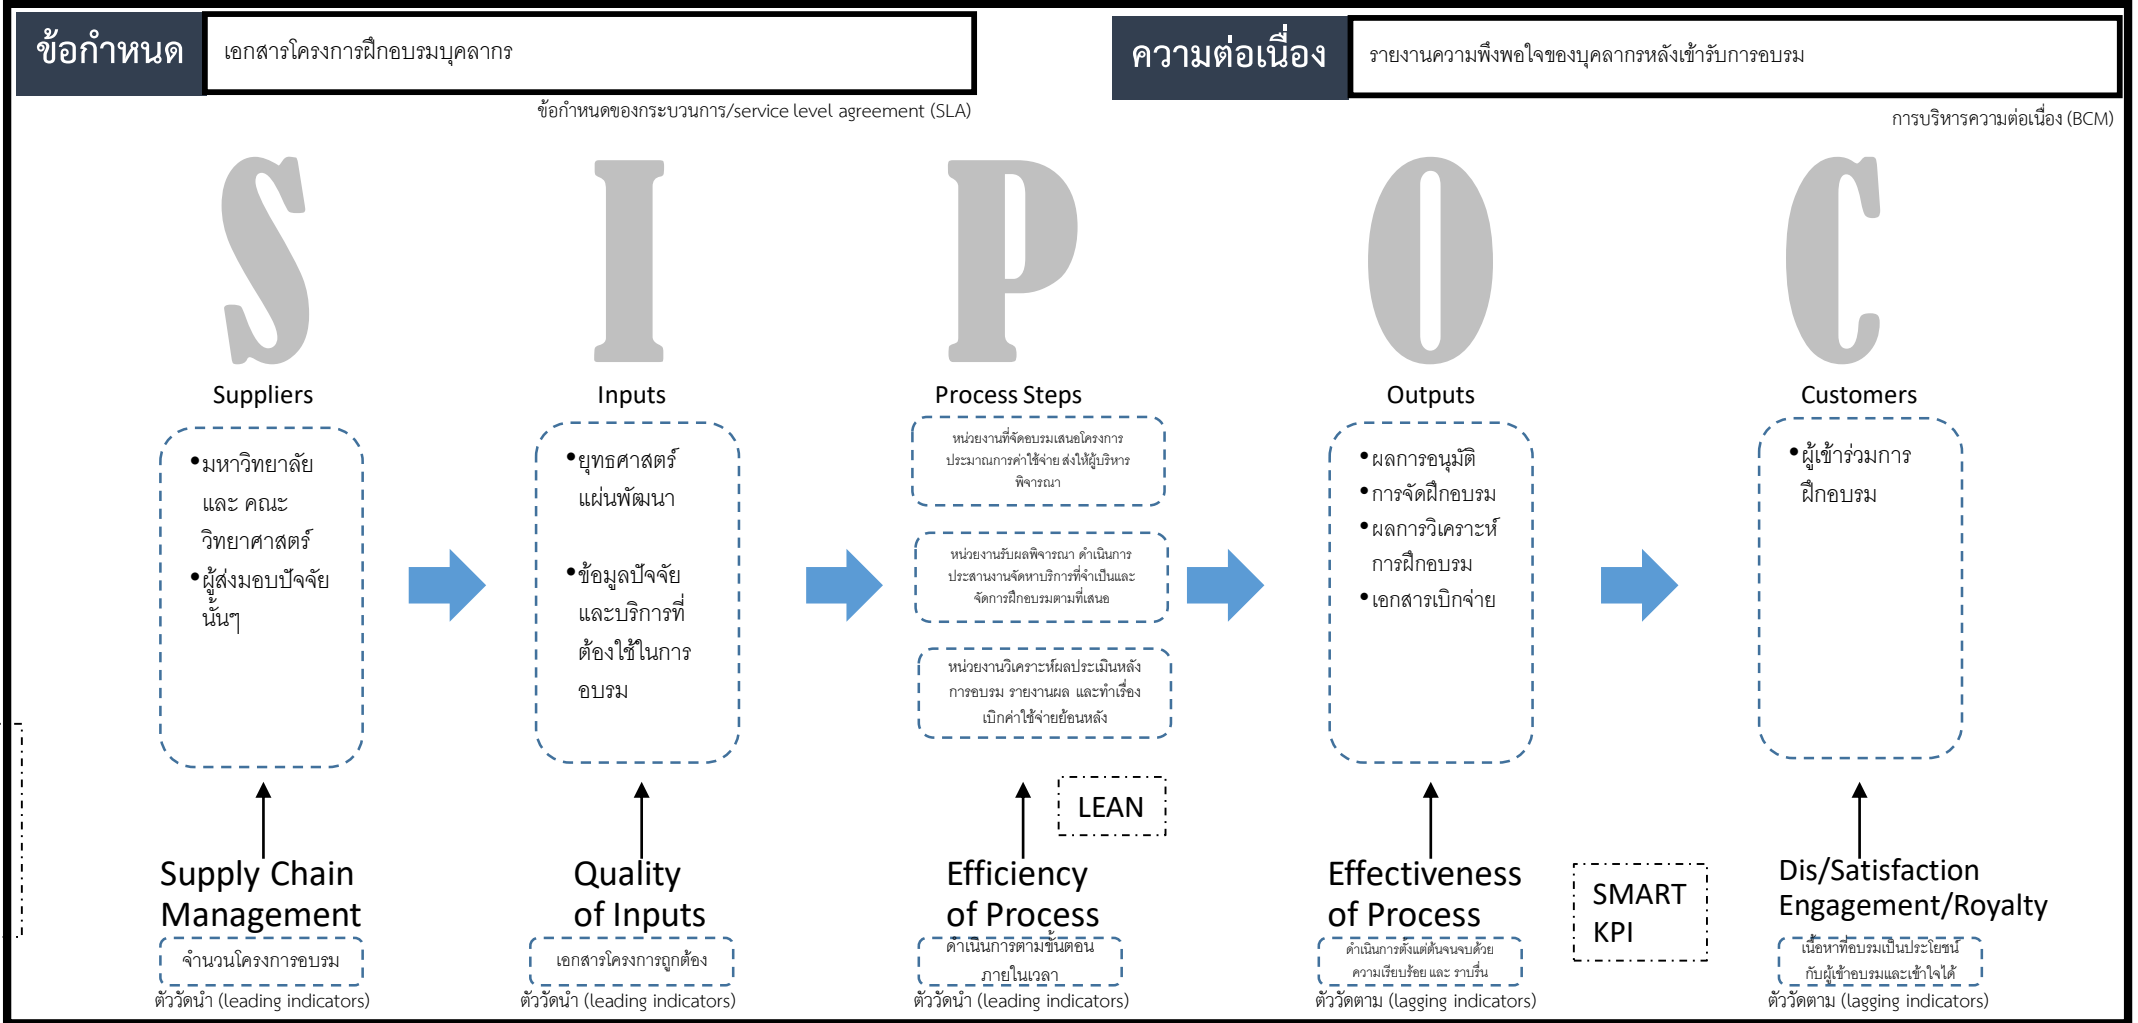 ข้อกำหนด
เอกสารโครงการฝึกอบรมบุคลากร
ข้อกำหนดของกระบวนการ/service level agreement (SLA)
ความต่อเนื่อง
รายงานความพึงพอใจของบุคลากรหลังเข้ารับการอบรม
การบริหารความต่อเนื่อง (BCM)
S I P O C
Suppliers
•มหาวิทยาลัย
และ คณะ
วิทยาศาสตร์
•ผู้ส่งมอบปัจจัย
นั้นๆ
Inputs
•ยุทธศาสตร์
แผ่นพัฒนา
•ข้อมูลปัจจัย
และบริการที่
ต้องใช้ในการ
อบรม
Process Steps
หน่วยงานที่จัดอบรมเสนอโครงการ
ประมาณการค่าใช้จ่าย ส่งให้ผู้บริหาร
พิจารณา
หน่วยงานรับผลพิจารณา ดำเนินการ
ประสานงานจัดหาบริการที่จำเป็นและ
จัดการฝึกอบรมตามที่เสนอ
หน่วยงานวิเคราะห์ผลประเมินหลัง
การอบรม รายงานผล และทำเรื่อง
เบิกค่าใช้จ่ายย้อนหลัง
Outputs
•ผลการอนุมัติ
•การจัดฝึกอบรม
•ผลการวิเคราะห์
การฝึกอบรม
•เอกสารเบิกจ่าย
Customers
•ผู้เข้าร่วมการ
ฝึกอบรม
Supply Chain
Management
จำนวนโครงการอบรม
ตัววัดนำ (leading indicators)
Quality
of Inputs
เอกสารโครงการถูกต้อง
ตัววัดนำ (leading indicators)
LEAN
Efficiency
of Process
ดำเนินการตามขั้นตอน
ภายในเวลา
ตัววัดนำ (leading indicators)
Effectiveness
of Process
ดำเนินการตั้งแต่ต้นจนจบด้วย
ความเรียบร้อย และ ราบรื่น
ตัววัดตาม (lagging indicators)
SMART
KPI
Dis/Satisfaction
Engagement/Royalty
เนื้อหาที่อบรมเป็นประโยชน์
กับผู้เข้าอบรมและเข้าใจได้
ตัววัดตาม (lagging indicators)